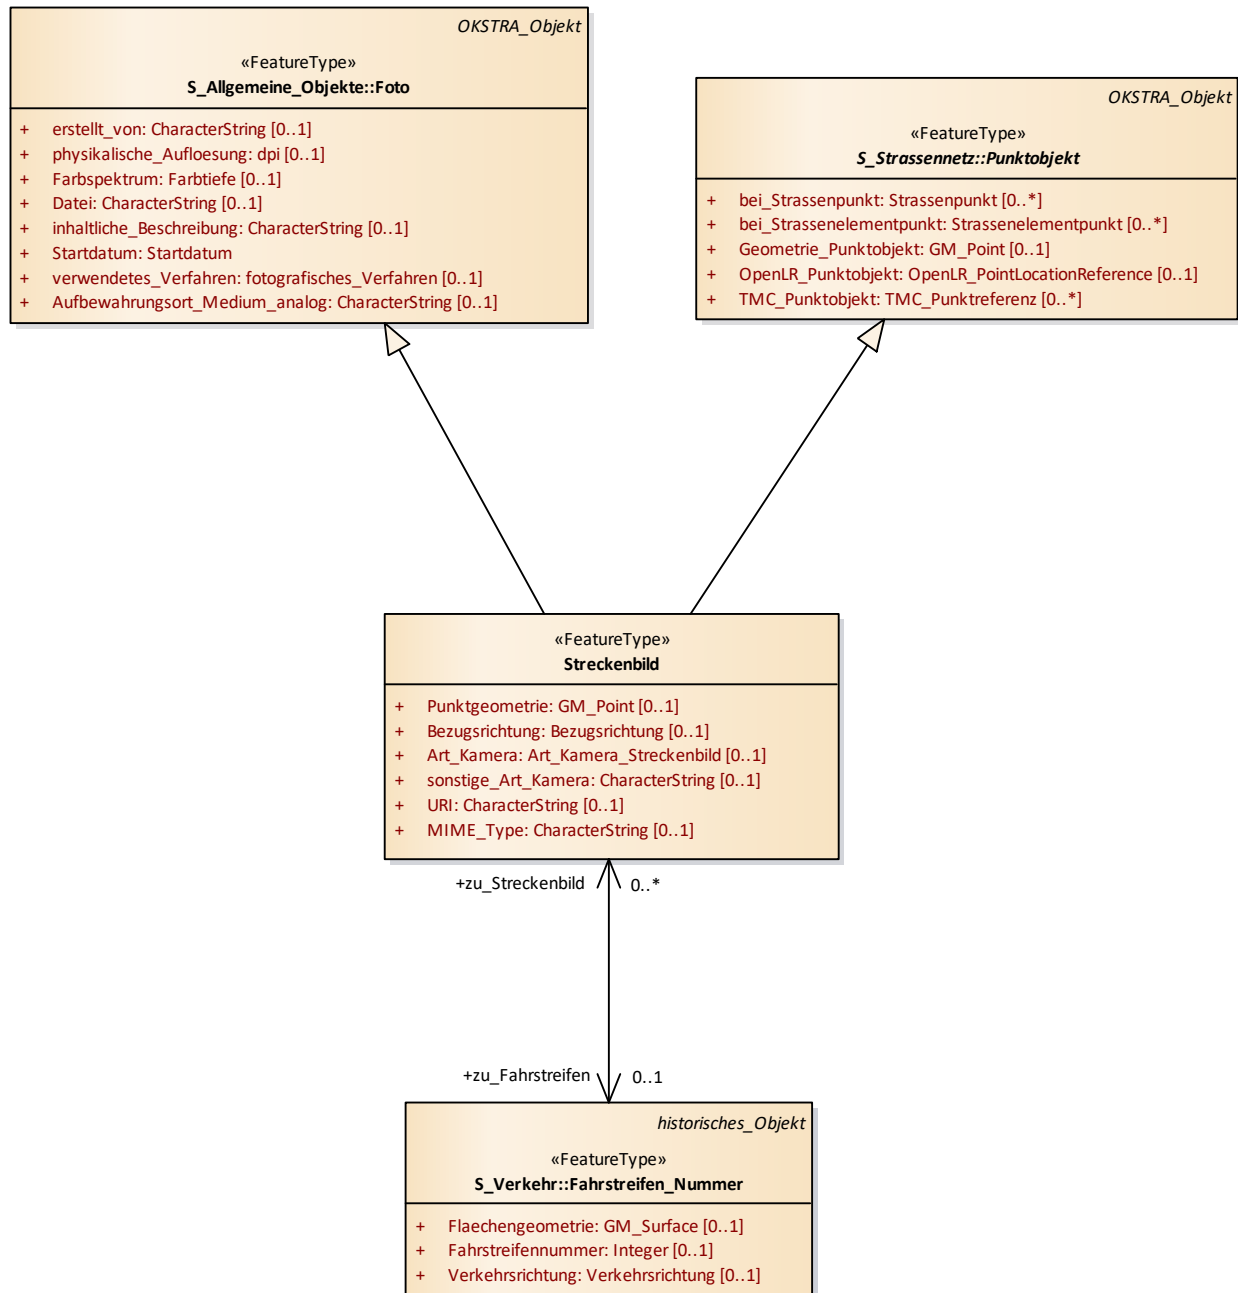 OKSTRA_Objekt
«FeatureType»
S_Allgemeine_Objekte::Foto
+ erstellt_von: CharacterString [0..1]
+ physikalische_Aufloesung: dpi [0..1]
+ Farbspektrum: Farbtiefe [0..1]
+ Datei: CharacterString [0..1]
+ inhaltliche_Beschreibung: CharacterString [0..1]
+ Startdatum: Startdatum
+ verwendetes_Verfahren: fotografisches_Verfahren [0..1]
+ Aufbewahrungsort_Medium_analog: CharacterString [0..1]
OKSTRA_Objekt
«FeatureType»
S_Strassennetz::Punktobjekt
+ bei_Strassenpunkt: Strassenpunkt [0..*]
+ bei_Strassenelementpunkt: Strassenelementpunkt [0..*]
+ Geometrie_Punktobjekt: GM_Point [0..1]
+ OpenLR_Punktobjekt: OpenLR_PointLocationReference [0..1]
+ TMC_Punktobjekt: TMC_Punktreferenz [0..*]
«FeatureType»
Streckenbild
+ Punktgeometrie: GM_Point [0..1]
+ Bezugsrichtung: Bezugsrichtung [0..1]
+ Art_Kamera: Art_Kamera_Streckenbild [0..1]
+ sonstige_Art_Kamera: CharacterString [0..1]
+ URI: CharacterString [0..1]
+ MIME_Type: CharacterString [0..1]
+zu_Streckenbild 0..*
+zu_Fahrstreifen 0..1
historisches_Objekt
«FeatureType»
S_Verkehr::Fahrstreifen_Nummer
+ Flaechengeometrie: GM_Surface [0..1]
+ Fahrstreifennummer: Integer [0..1]
+ Verkehrsrichtung: Verkehrsrichtung [0..1]